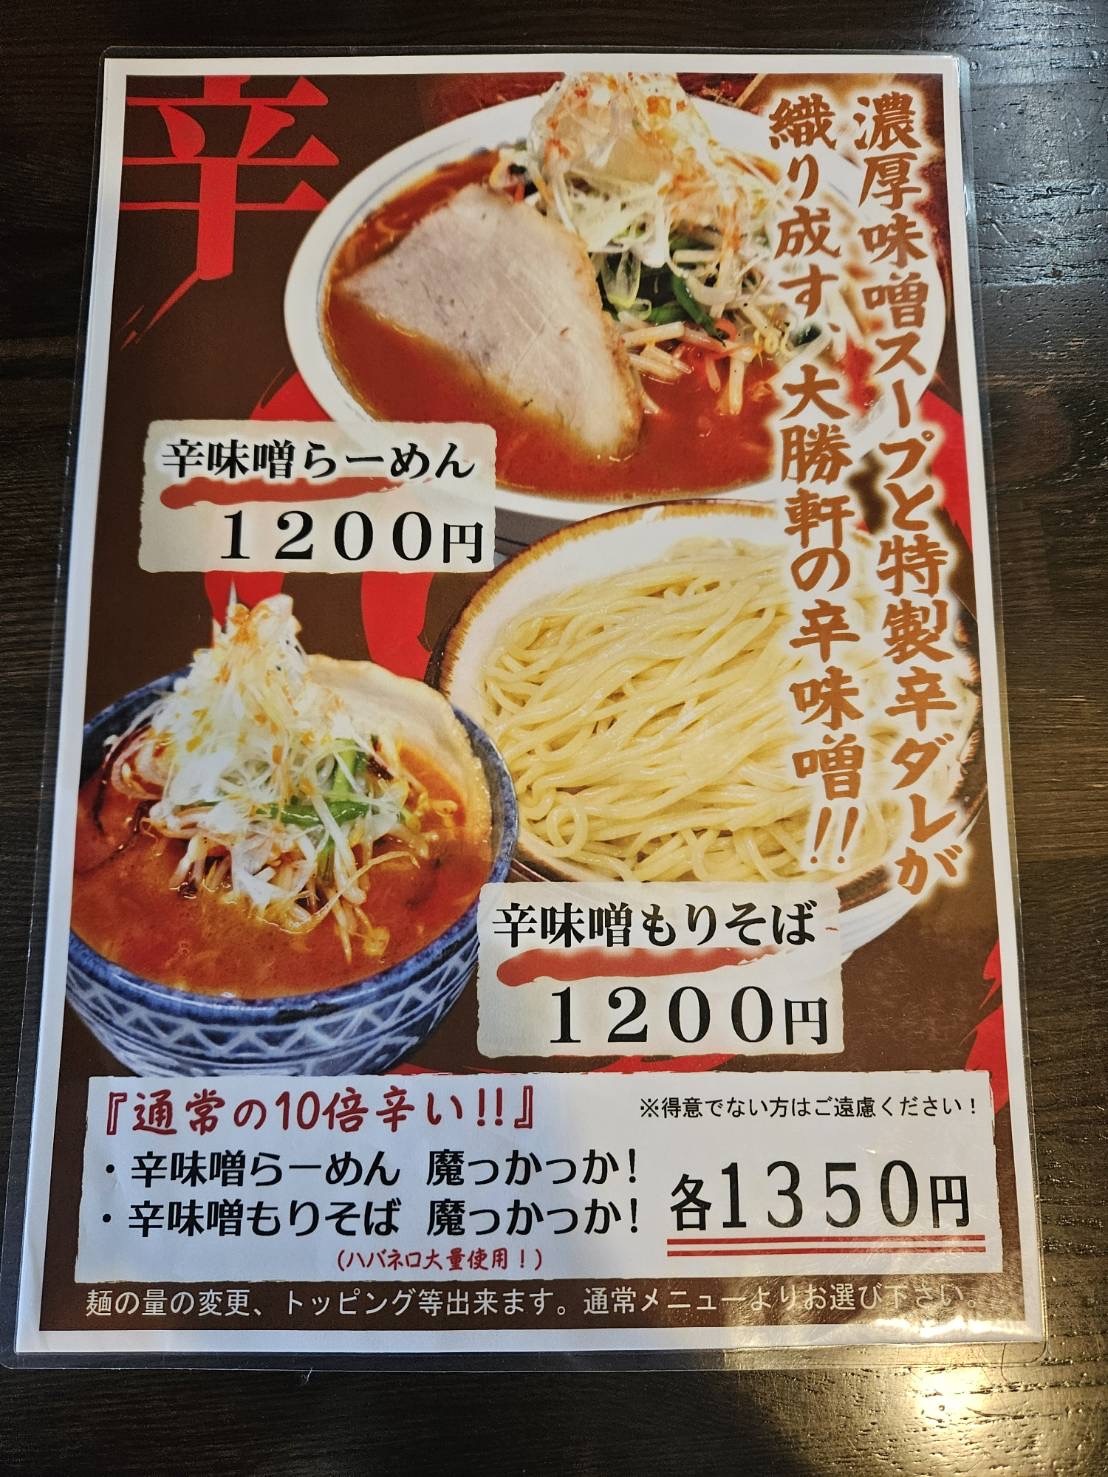 辛
濃厚味噌スープと特製辛ダレが
織り成す、大勝軒の辛味噌!!
辛味噌らーめん
1200円
辛味噌もりそば
1200円
『通常の10倍辛い!!』
※得意でない方はご遠慮ください！
・辛味噌らーめん 魔っかっか！
・辛味噌もりそば 魔っかっか！
各1350円
(ハバネロ大量使用！)
麺の量の変更、トッピング等出来ます。通常メニューよりお選び下さい。